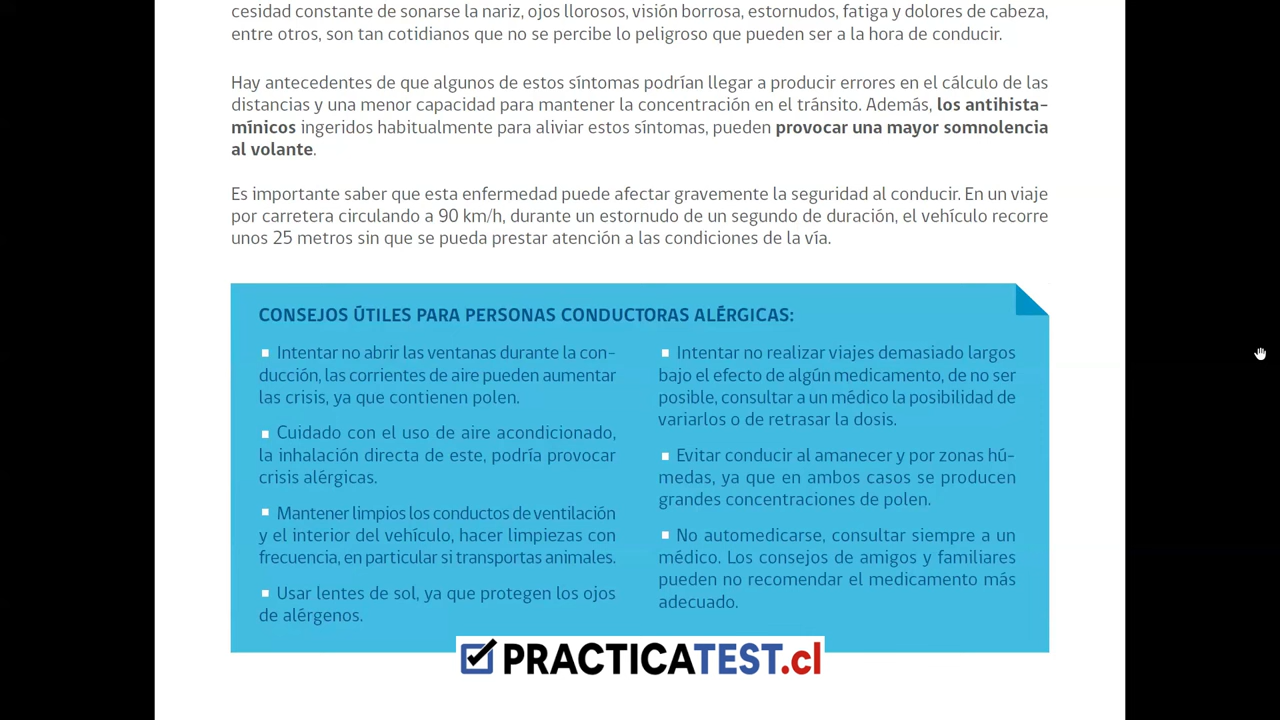 cesidad constante de sonarse la nariz, ojos llorosos, visión borrosa, estornudos, fatiga y dolores de cabeza,
entre otros, son tan cotidianos que no se percibe lo peligroso que pueden ser a la hora de conducir.
Hay antecedentes de que algunos de estos síntomas podrían llegar a producir errores en el cálculo de las
distancias y una menor capacidad para mantener la concentración en el tránsito. Además, los antihista-
mínicos ingeridos habitualmente para aliviar estos síntomas, pueden provocar una mayor somnolencia
al volante.
Es importante saber que esta enfermedad puede afectar gravemente la seguridad al conducir. En un viaje
por carretera circulando a 90 km/h, durante un estornudo de un segundo de duración, el vehículo recorre
unos 25 metros sin que se pueda prestar atención a las condiciones de la vía.
CONSEJOS ÚTILES PARA PERSONAS CONDUCTORAS ALÉRGICAS:
Intentar no abrir las ventanas durante la con-
ducción, las corrientes de aire pueden aumentar
las crisis, ya que contienen polen.
Cuidado con el uso de aire acondicionado,
la inhalación directa de este, podría provocar
crisis alérgicas.
Mantener limpios los conductos de ventilación
y el interior del vehículo, hacer limpiezas con
frecuencia, en particular si transportas animales.
Usar lentes de sol, ya que protegen los ojos
de alérgenos.
Intentar no realizar viajes demasiado largos
bajo el efecto de algún medicamento, de no ser
posible, consultar a un médico la posibilidad de
variarlos o de retrasar la dosis.
Evitar conducir al amanecer y por zonas hú-
medas, ya que en ambos casos se producen
grandes concentraciones de polen.
No automedicarse, consultar siempre a un
médico. Los consejos de amigos y familiares
pueden no recomendar el medicamento más
adecuado.
PRACTICATEST.cl